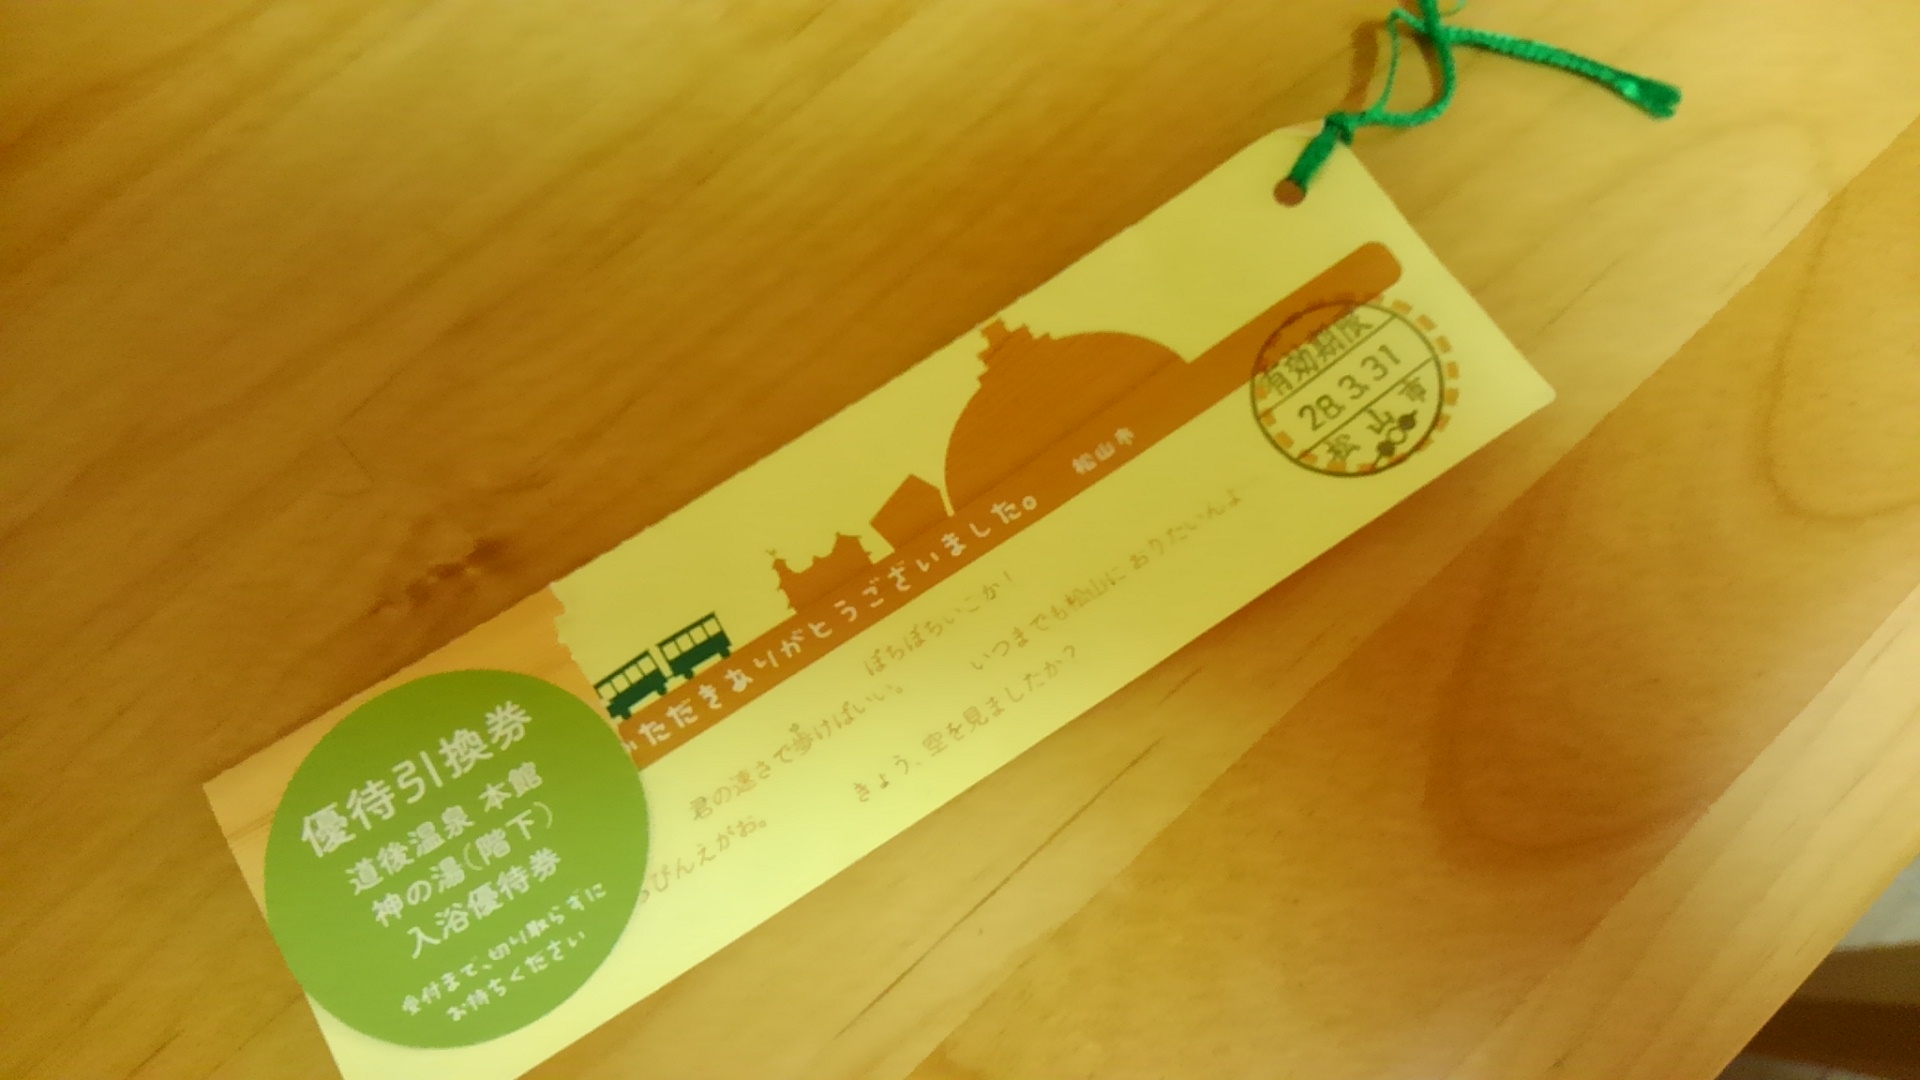 優待引換券
道後温泉 本館
神の湯(階下)
入浴優待券
受付まで、切り取らずに
お持ちください
いただきありがとうございました。
松山市
ぽちぽちいこか!
いつまでも松山におりたいんよ
君の速さで歩けばいい。
きょう、空を見ましたか?
ぴんえがお。
有効期限
28.3.31
松山市